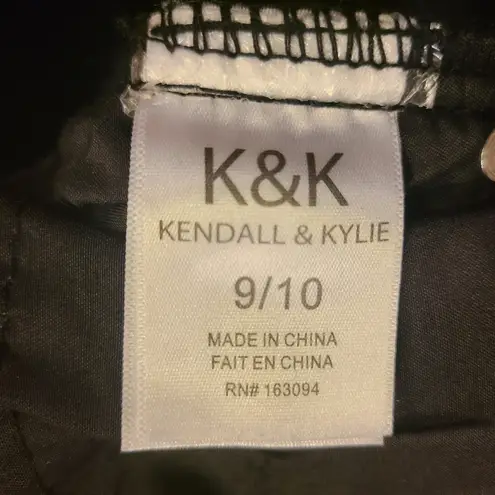 K&K
KENDALL & KYLIE
9/10
MADE IN CHINA
FAIT EN CHINA
RN# 163094